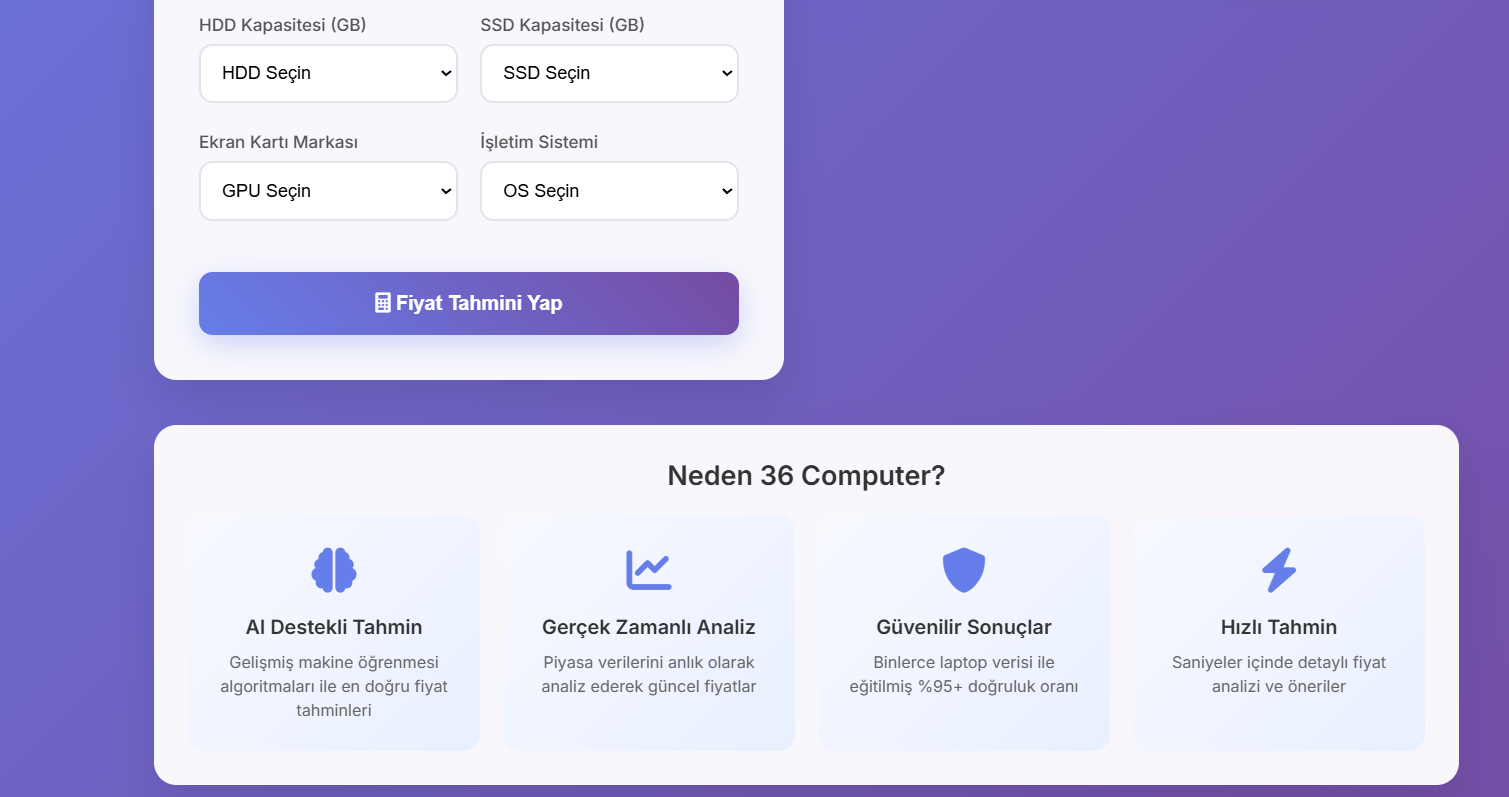 HDD Kapasitesi (GB)
SSD Kapasitesi (GB)
HDD Seçin
SSD Seçin
Ekran Kartı Markası
İşletim Sistemi
GPU Seçin
OS Seçin
Fiyat Tahmini Yap
Neden 36 Computer?
AI Destekli Tahmin
Gelişmiş makine öğrenmesi
algoritmaları ile en doğru fiyat
tahminleri
Gerçek Zamanlı Analiz
Piyasa verilerini anlık olarak
analiz ederek güncel fiyatlar
Güvenilir Sonuçlar
Binlerce laptop verisi ile
eğitilmiş %95+ doğruluk oranı
Hızlı Tahmin
Saniyeler içinde detaylı fiyat
analizi ve öneriler